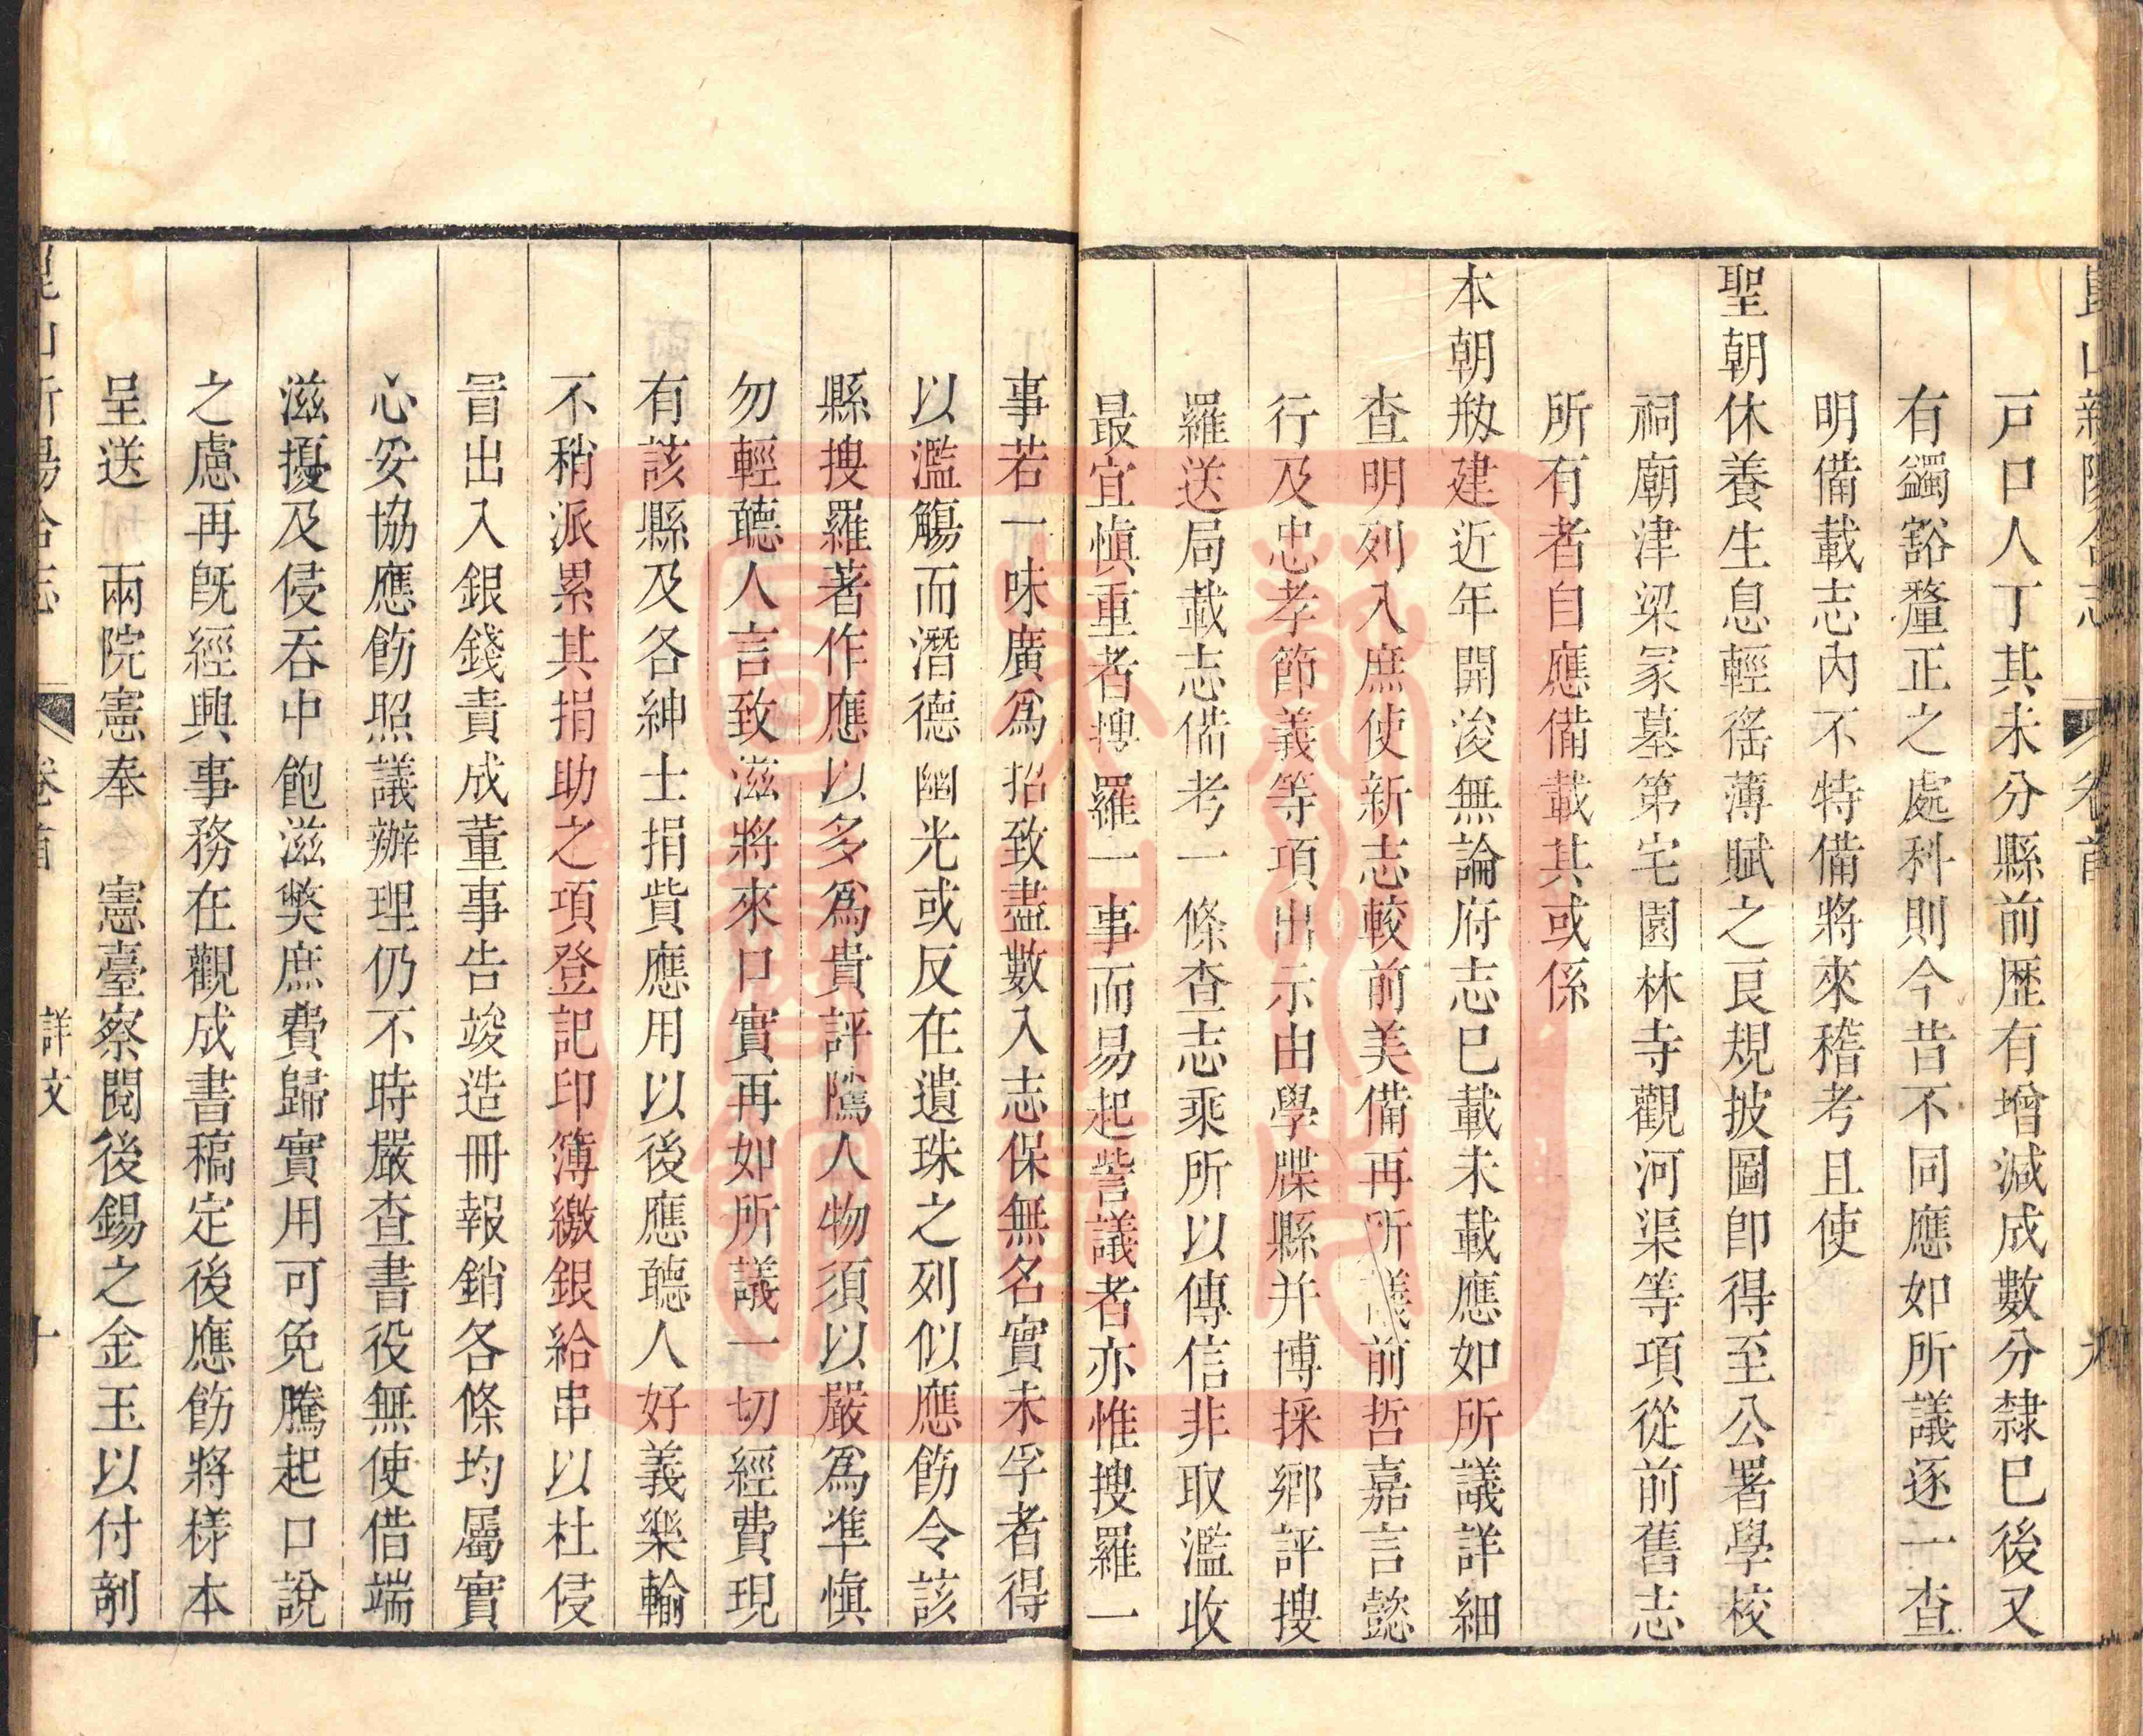 崑山新陽合志
卷首
九
戸口人丁其未分縣前歷有增減成數分隸巳後又
有蠲豁釐正之處科則今昔不同應如所議逐一查
明備載志內不特備將來稽考且使
聖朝休養生息輕徭薄賦之良規披圖卽得至公署學校
祠廟津梁冢墓第宅園林寺觀河渠等項從前舊志
所有者自應備載其或係
本朝剏建近年開浚無論府志巳載未載應如所議詳細
查明列入庶使新志較前美備再所議前哲嘉言懿
行及忠孝節義等項出示由學牒縣并博採鄉評搜
羅送局載志備考一條查志乘所以傳信非取濫收
最宜慎重者搜羅一事而易起訾議者亦惟搜羅一
事若一味廣爲招致盡數入志保無名實未孚者得
以濫觴而潛德幽光或反在遺珠之列似應飭令該
縣搜羅著作應以多爲貴評隲人物須以嚴爲準慎
勿輕聽人言致滋將來口實再如所議一切經費現
有該縣及各紳士捐貲應用以後應聽人好義樂輸
不稍派累其捐助之項登記印簿繳銀給串以杜侵
冒出入銀錢責成董事告竣造冊報銷各條均屬實
心妥協應飭照議辦理仍不時嚴查書役無使借端
滋擾及侵吞中飽滋獘庶費歸實用可免騰起口說
之慮再旣經興事務在觀成書稿定後應飭將樣本
呈送 兩院憲奉 憲臺察閱後錫之金玉以付剞
崑山新陽合志
卷首
詳文
十